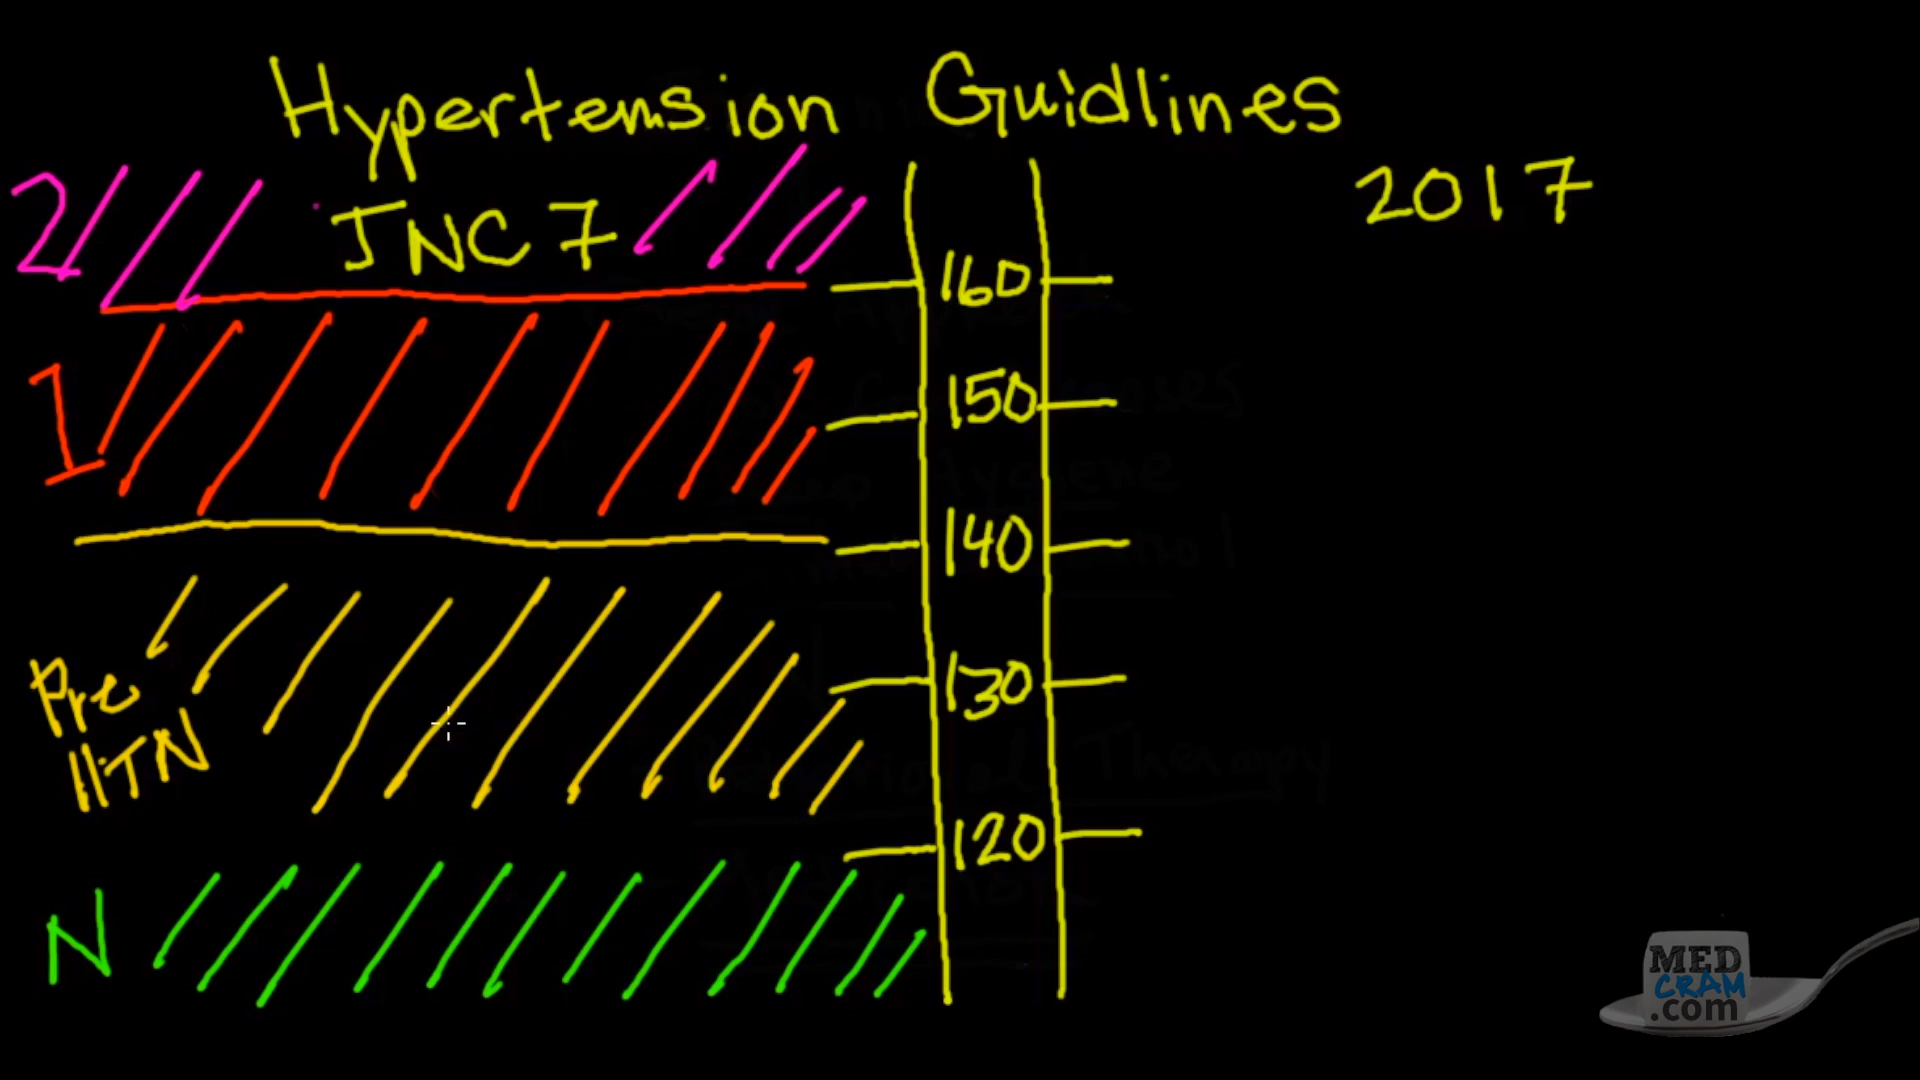 Hypertension Guidlines
JNC 7
2017
2
1
Pre
HTN
N
160
150
140
130
120
MED
CRAM
.com